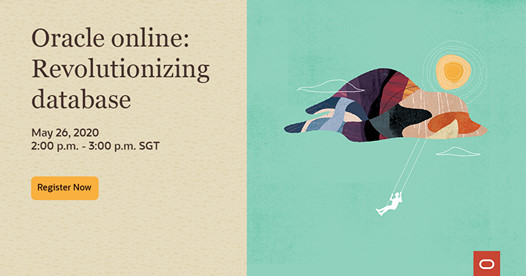 Oracle online:
Revolutionizing
database
May 26, 2020
2:00 p.m. - 3:00 p.m. SGT
Register Now